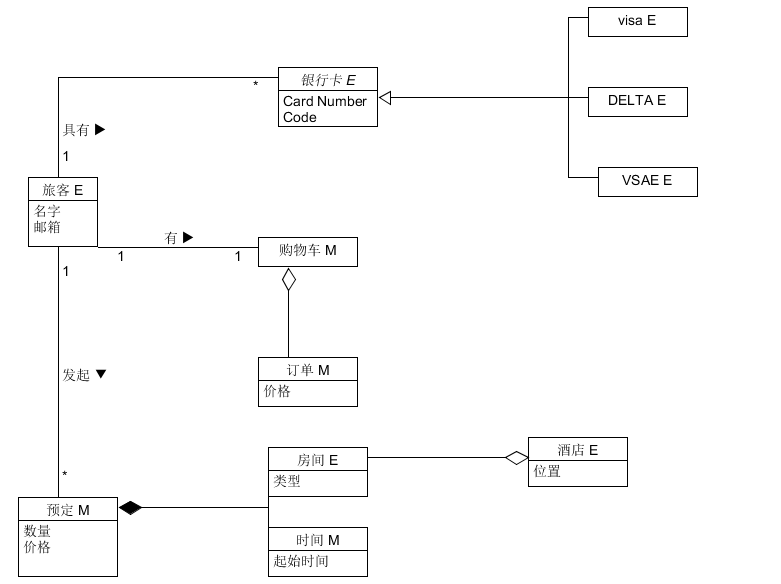 visa E
银行卡 E
*
Card Number
Code
DELTA E
具有 ▶
1
VSAE E
旅客 E
名字
邮箱
有 ▶
1
1
购物车 M
1
订单 M
价格
发起 ▼
*
房间 E
类型
酒店 E
位置
预定 M
数量
价格
时间 M
起始时间